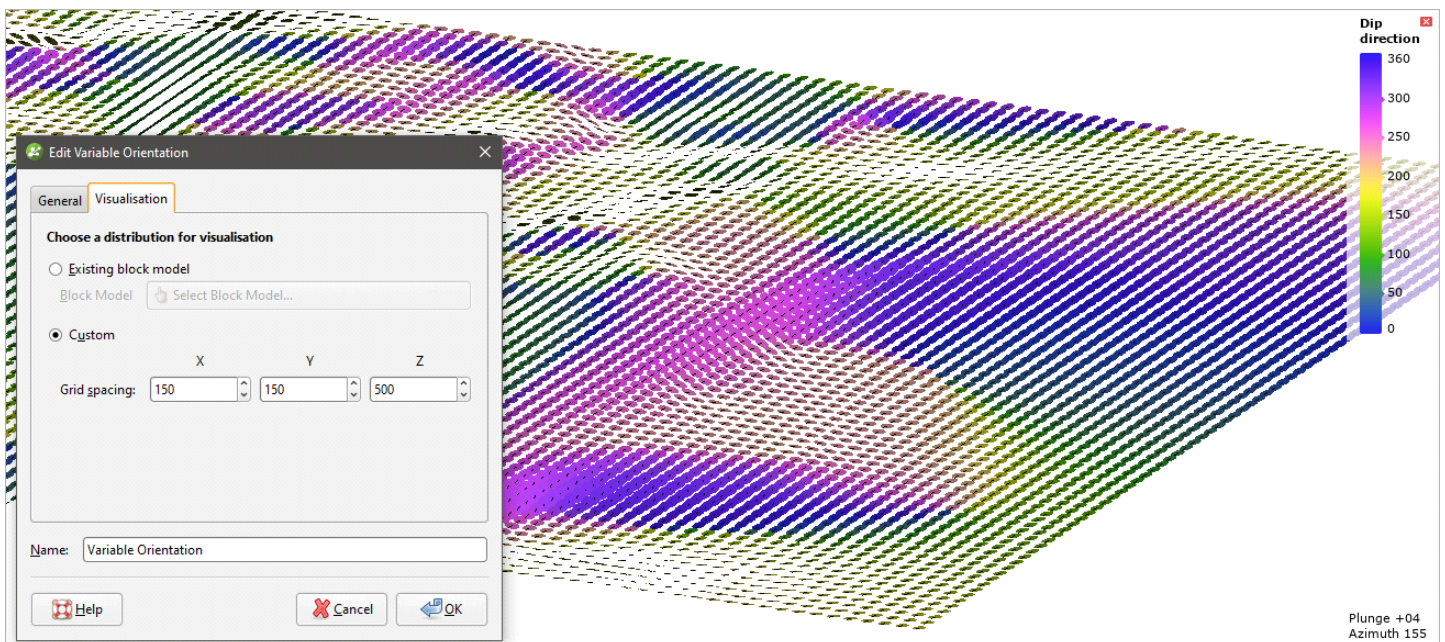 Edit Variable Orientation
General
Visualisation
Choose a distribution for visualisation
Existing block model
Block Model
Select Block Model...
Custom
X
Y
Z
Grid spacing:
150
150
500
Name:
Variable Orientation
Help
Cancel
OK
Dip
direction
360
300
250
200
150
100
50
0
Plunge +04
Azimuth 155